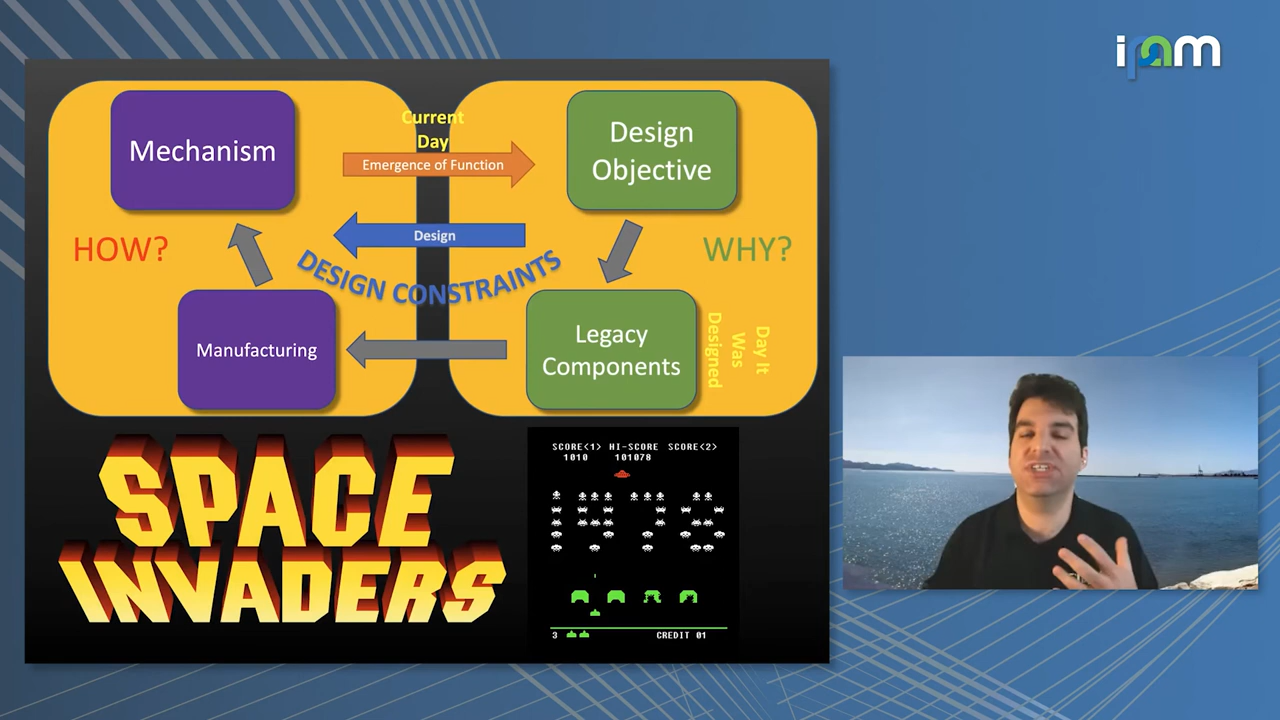 ipam
Mechanism
Current
Day
Emergence of Function
Design
Objective
HOW?
Design
DESIGN CONSTRAINTS
WHY?
Manufacturing
Legacy
Components
Day It
Was
Designed
SPACE
INVADERS
SCORE<1> HI-SCORE SCORE<2>
1010 101078
3
CREDIT 01